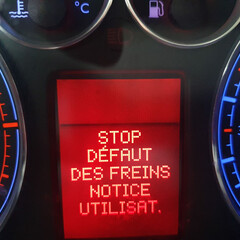 °C
STOP
DÉFAUT
DES FREINS
NOTICE
UTILISAT.